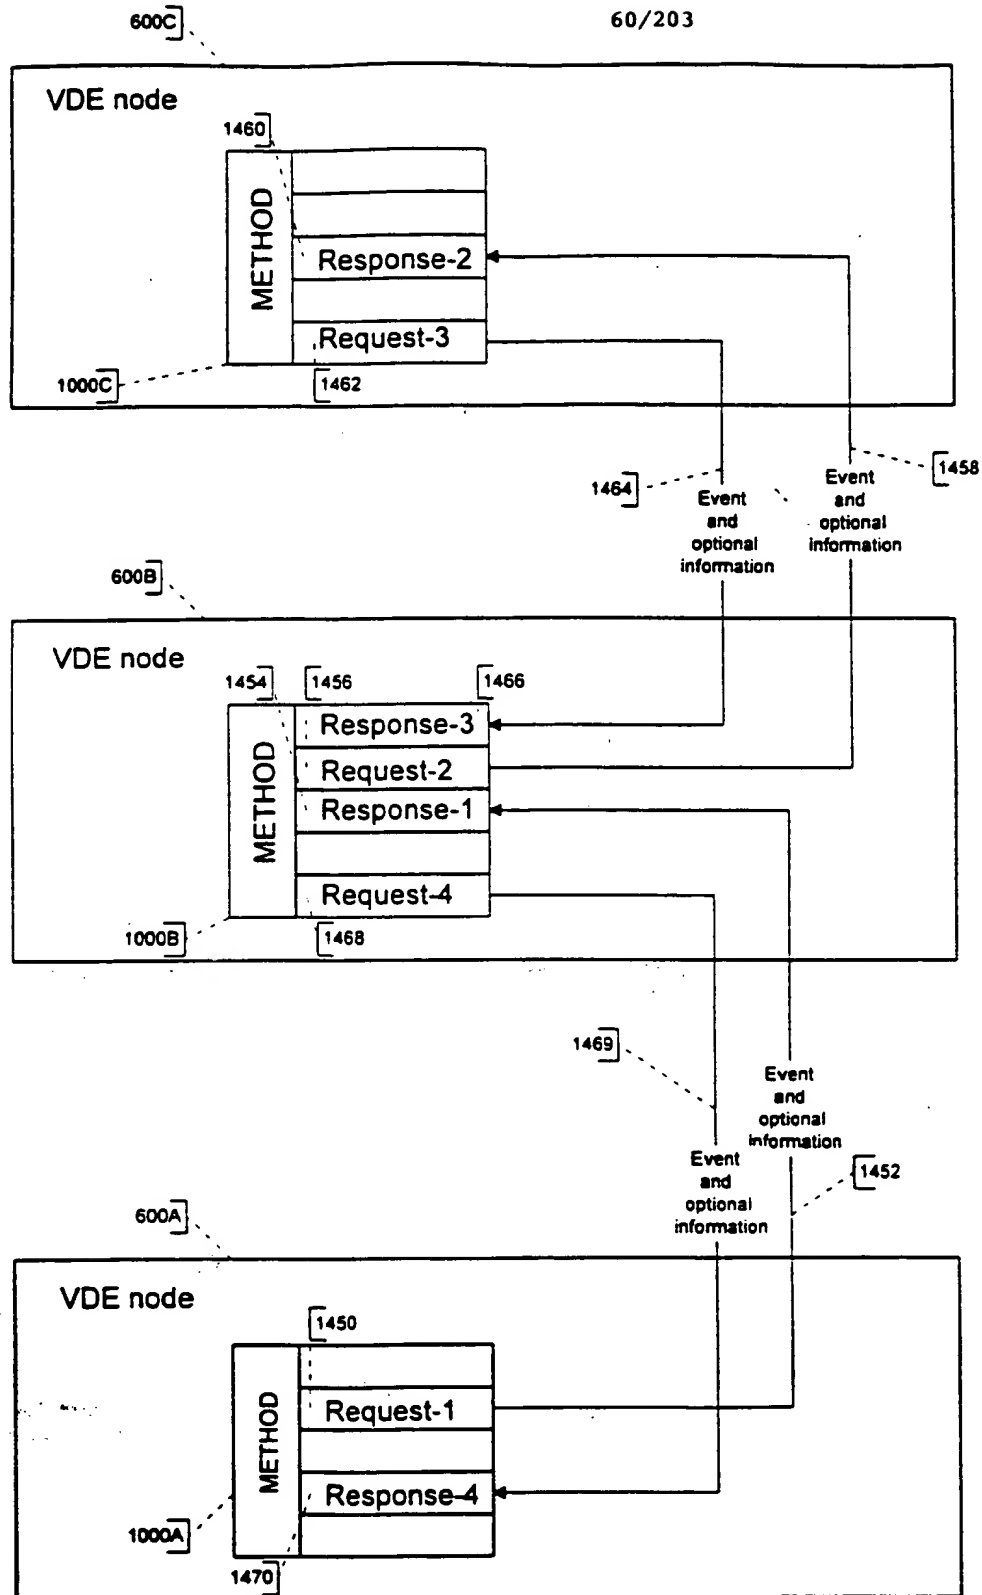 600C
60/203
VDE node
1460
METHOD
Response-2
Request-3
1000C
1462
1464
1458
Event
and
optional
information
Event
and
optional
information
600B
VDE node
1454
1456
1466
METHOD
Response-3
Request-2
Response-1
Request-4
1000B
1468
1469
Event
and
optional
information
Event
and
optional
information
1452
600A
VDE node
1450
METHOD
Request-1
Response-4
1000A
1470